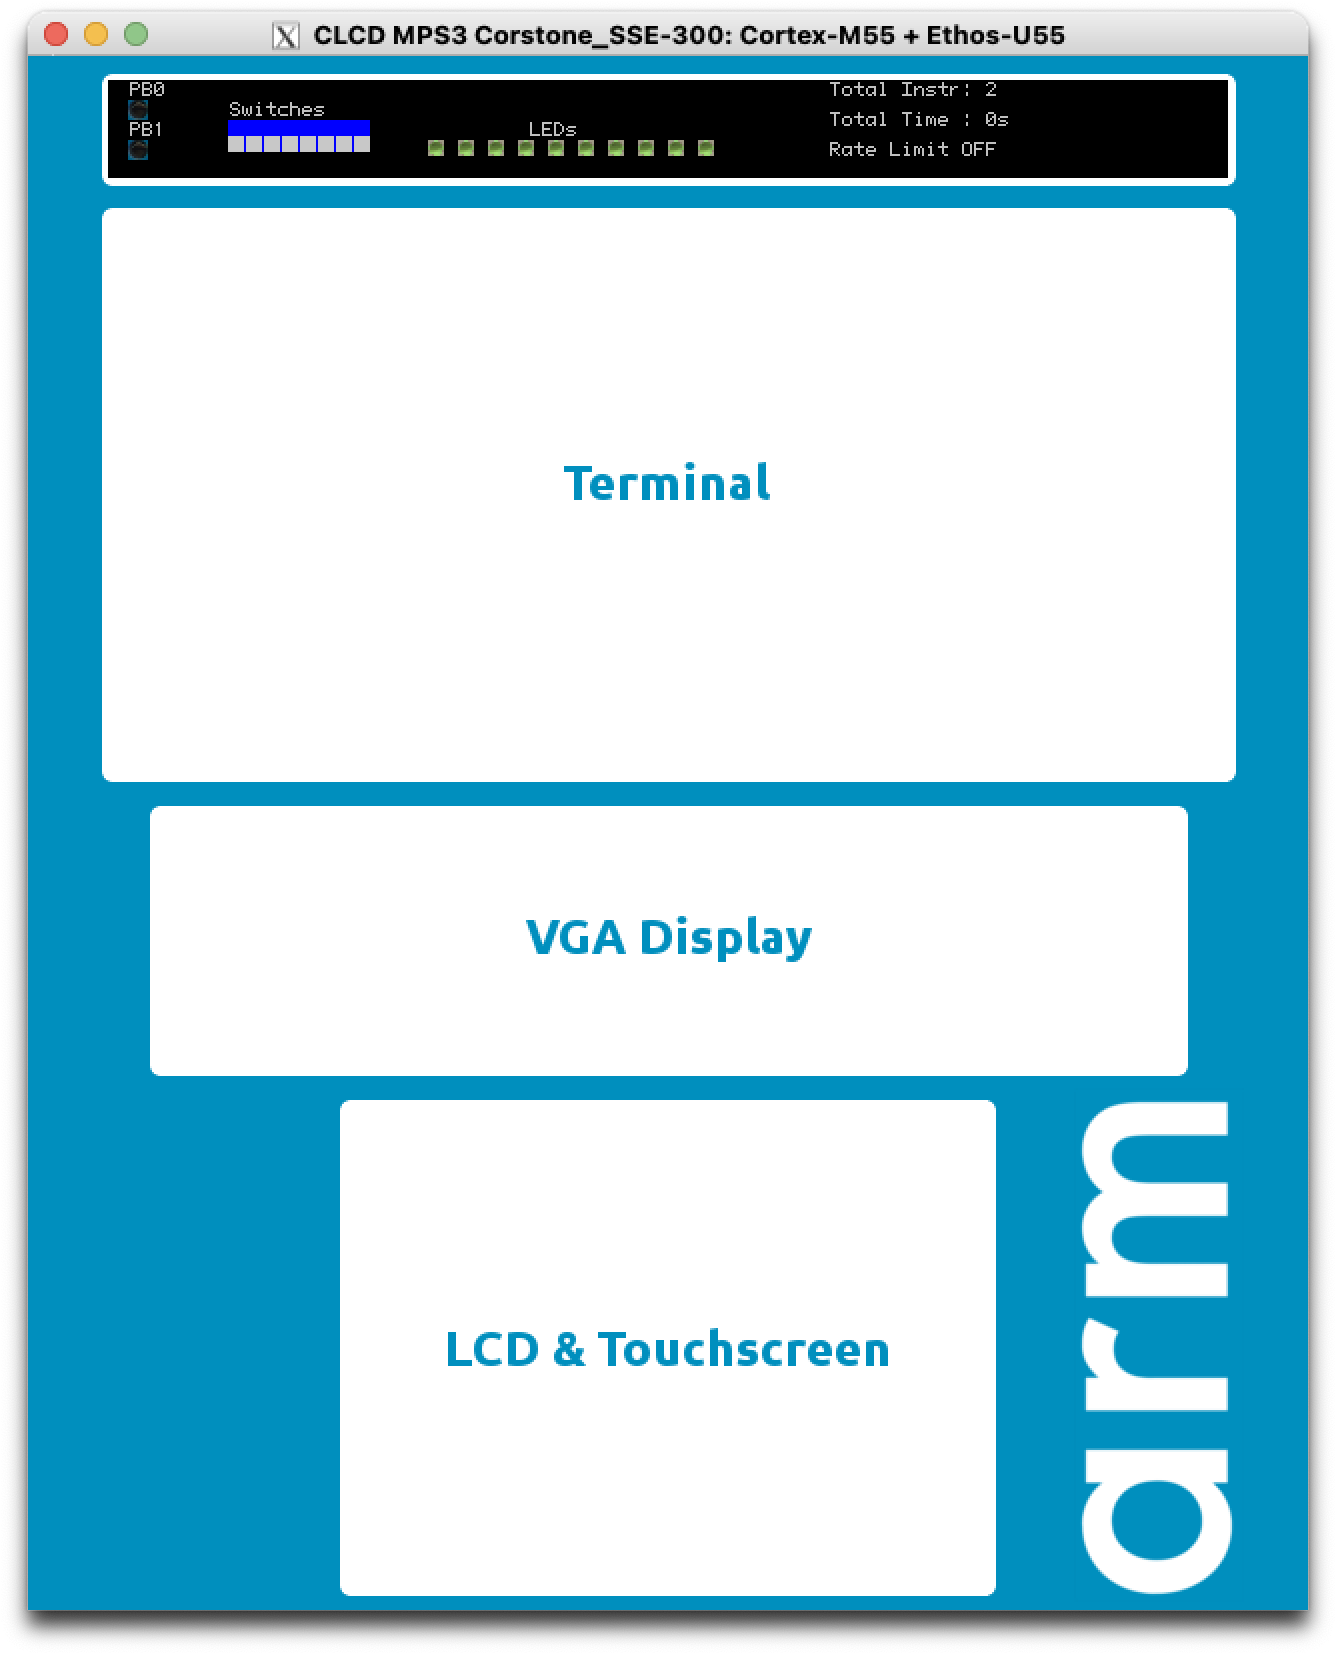 CLCD MPS3 Corstone_SSE-300: Cortex-M55 + Ethos-U55
PB0
PB1
Switches
LEDs
Total Instr: 2
Total Time : 0s
Rate Limit OFF
Terminal
VGA Display
LCD & Touchscreen
arm